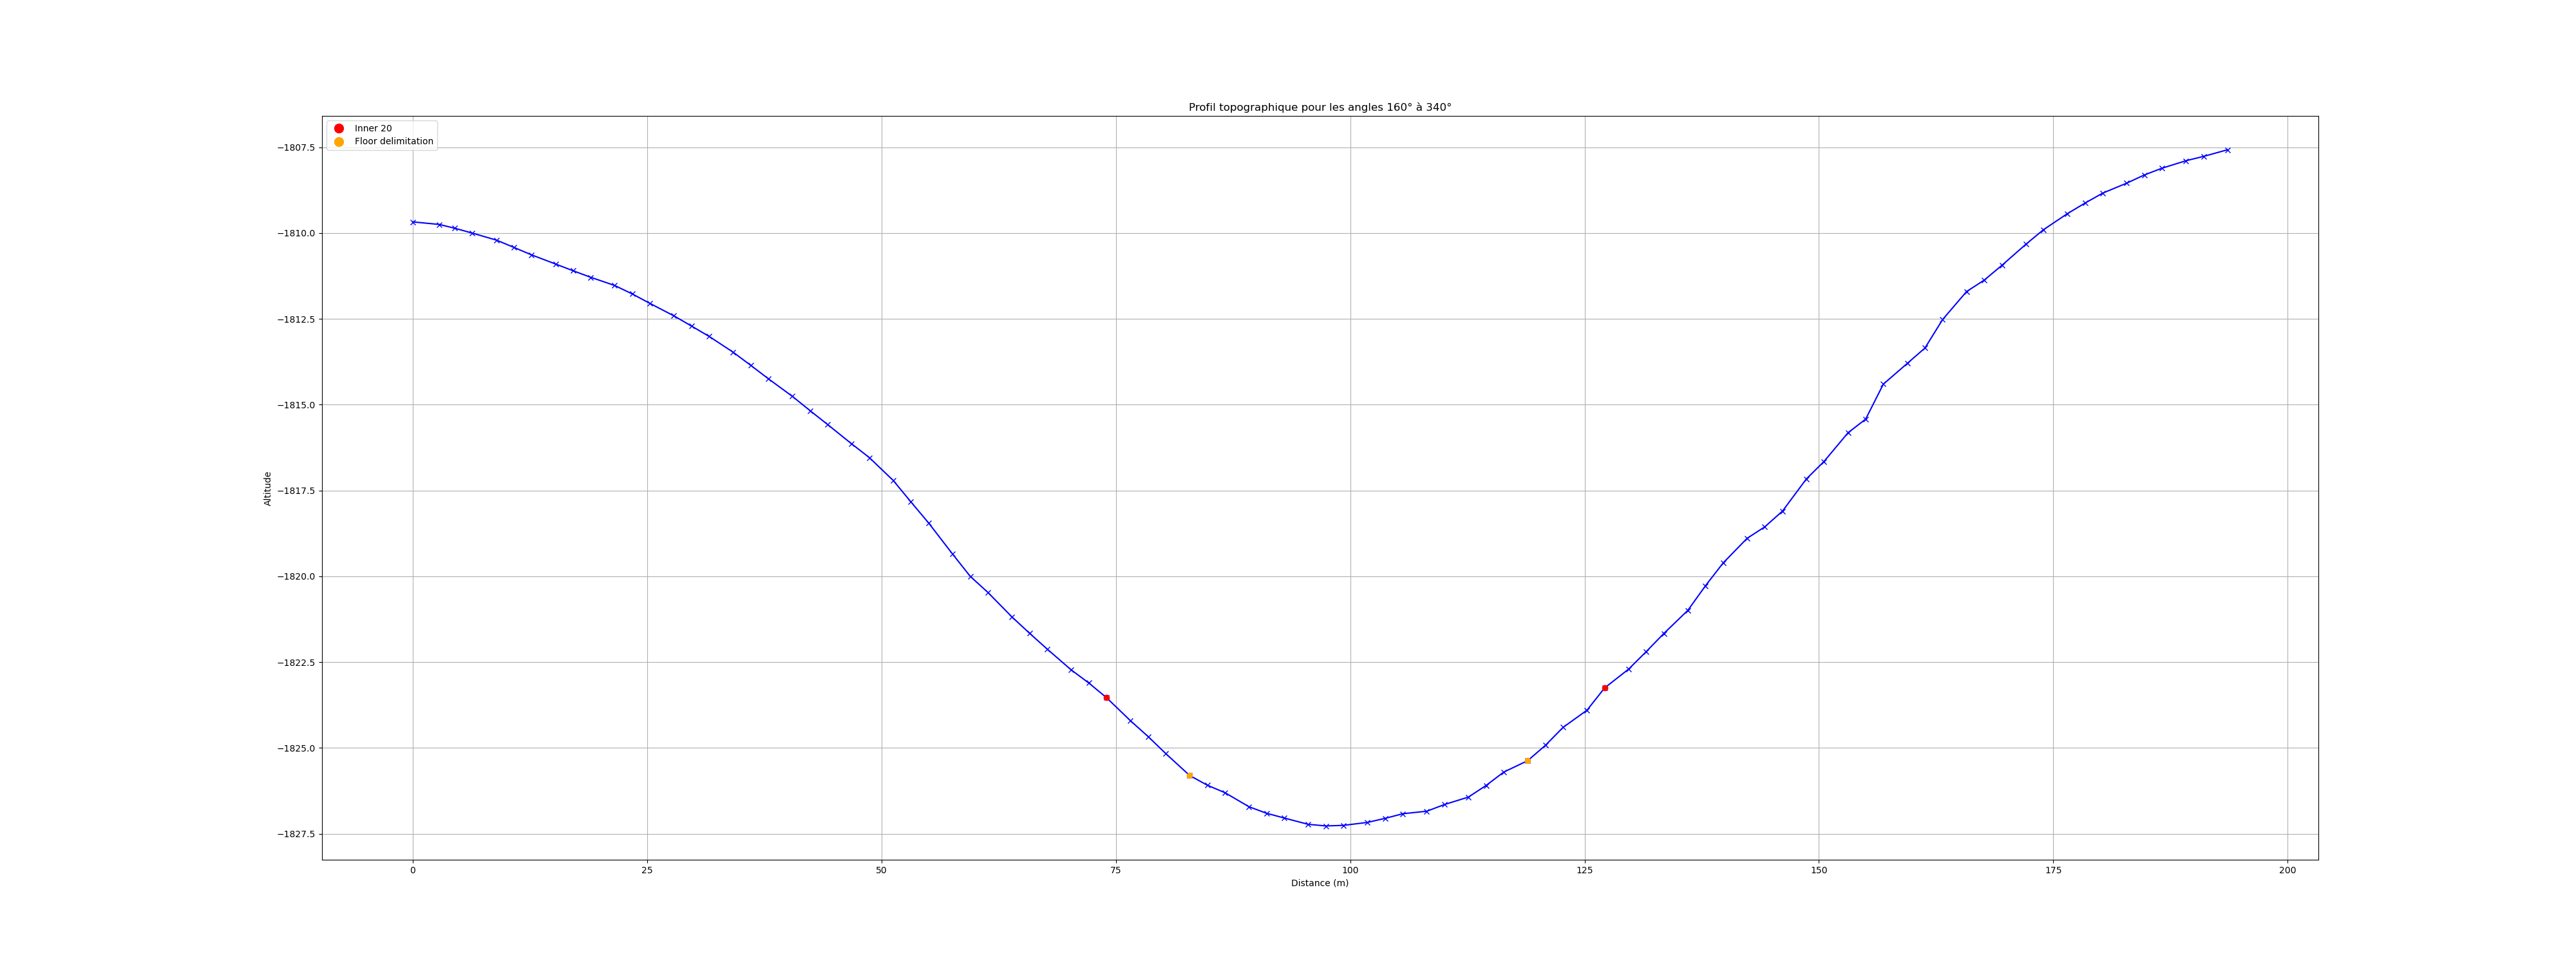 Profil topographique pour les angles 160° à 340°
Inner 20
Floor delimitation
−1807.5
−1810.0
−1812.5
−1815.0
−1817.5
−1820.0
−1822.5
−1825.0
−1827.5
Altitude
0 25 50 75 100 125 150 175 200
Distance (m)